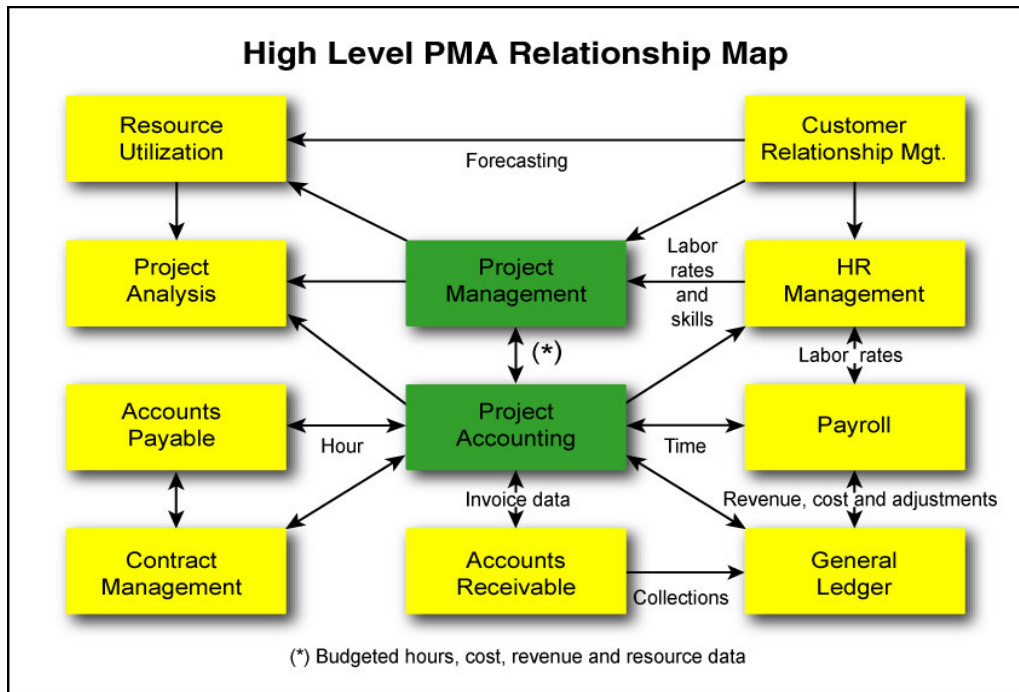 High Level PMA Relationship Map
Resource
Utilization
Forecasting
Customer
Relationship Mgt.
Project
Analysis
Project
Management
Labor
rates
and
skills
HR
Management
(*)
Labor rates
Accounts
Payable
Hour
Project
Accounting
Time
Payroll
Invoice data
Revenue, cost and adjustments
Contract
Management
Accounts
Receivable
Collections
General
Ledger
(*) Budgeted hours, cost, revenue and resource data